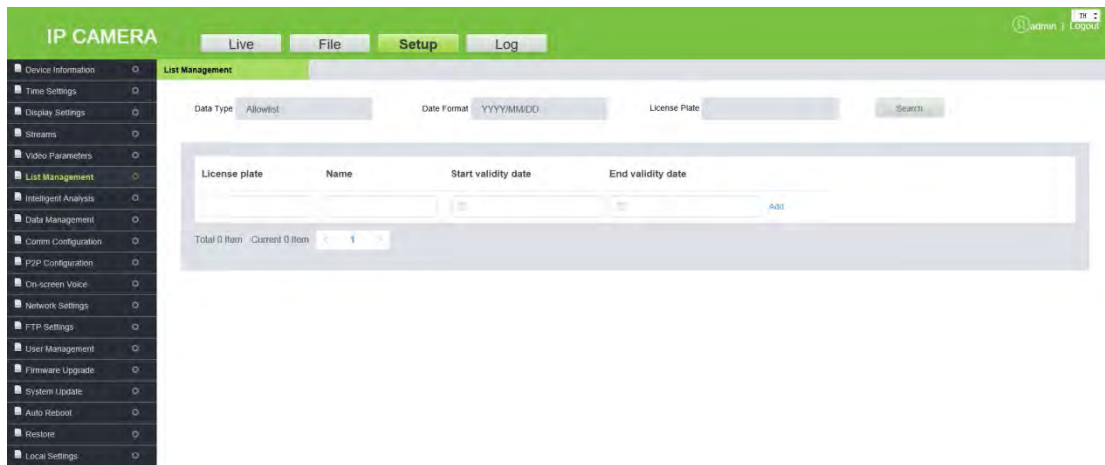 TH
IP CAMERA Live File Setup Log admin | Logout
Device Information
Time Settings
Display Settings
Streams
Video Parameters
List Management
Intelligent Analysis
Data Management
Comm Configuration
P2P Configuration
On-screen Voice
Network Settings
FTP Settings
User Management
Firmware Upgrade
System Update
Auto Reboot
Restore
Local Settings
List Management
Data Type Allowlist Date Format YYYY/MM/DD License Plate Search
License plate Name Start validity date End validity date
Add
Total 0 Item Current 0 Item < 1 >